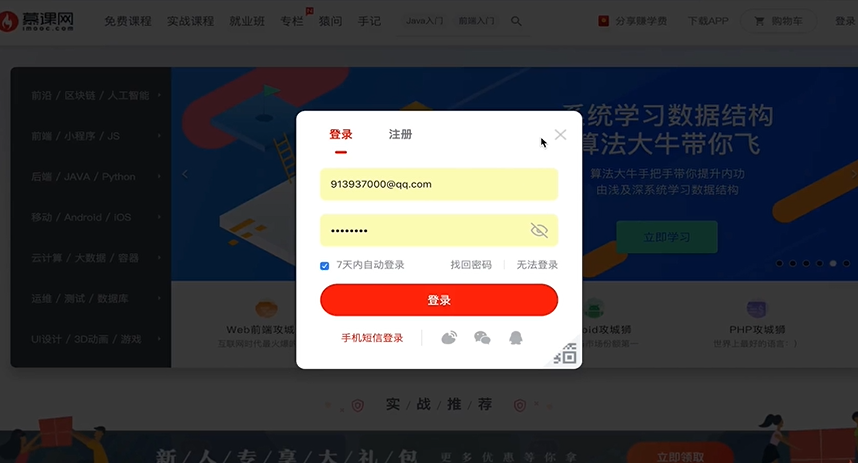 慕课网
imooc.com
免费课程 实战课程 就业班 专栏 猿问 手记
Java入门 前端入门
分享赚学费 下载APP 购物车 登录
前沿 / 区块链 / 人工智能
前端 / 小程序 / JS
后端 / JAVA / Python
移动 / Android / iOS
云计算 / 大数据 / 容器
运维 / 测试 / 数据库
UI设计 / 3D动画 / 游戏
系统学习数据结构
算法大牛带你飞
算法大牛手把手带你提升内功
由浅及深系统学习数据结构
立即学习
登录 注册
913937000@qq.com
7天内自动登录 找回密码 无法登录
登录
手机短信登录
Web前端攻城
互联网时代最火爆的
oid攻城狮
市场份额第一
PHP攻城狮
世界上最好的语言：）
实 / 战 / 推 / 荐
新 / 人 / 专 / 享 / 大 / 礼 / 包 更多优惠等你拿 立即领取